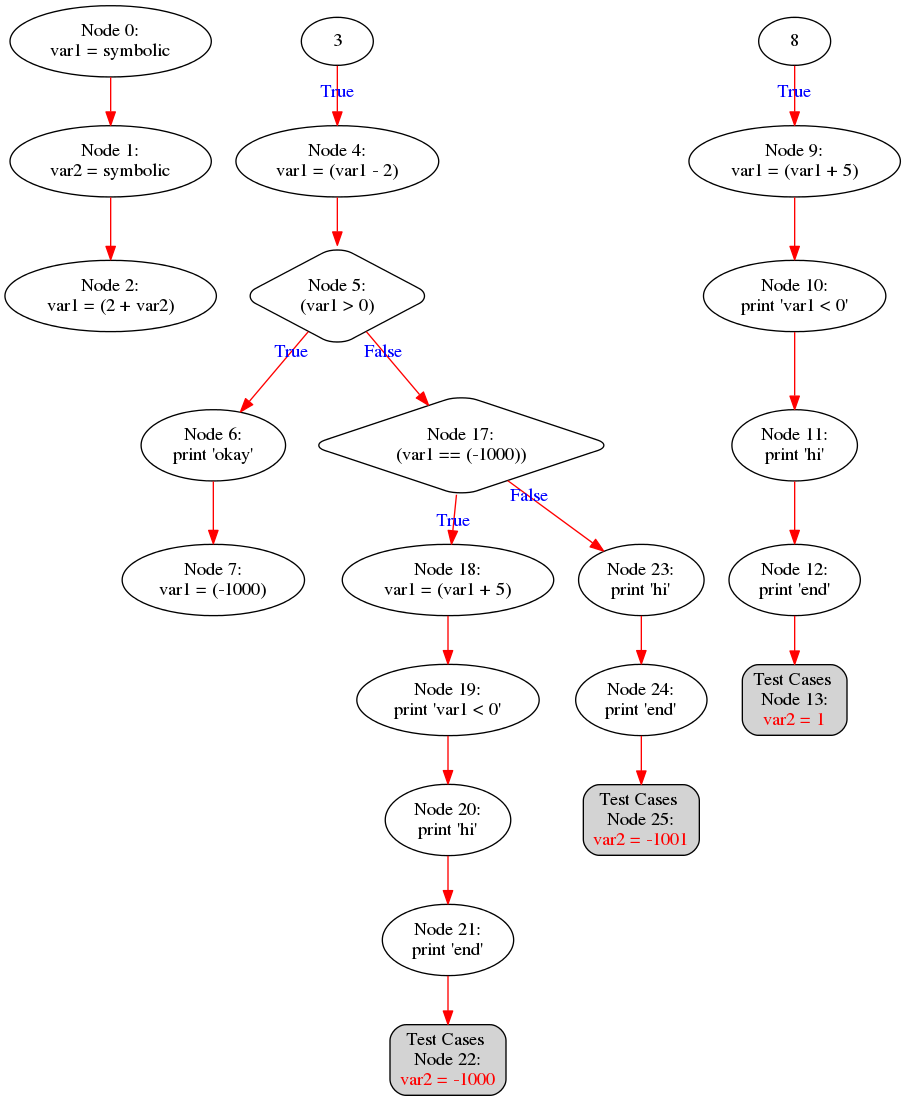 Node 0:
var1 = symbolic
Node 1:
var2 = symbolic
Node 2:
var1 = (2 + var2)
3
True
Node 4:
var1 = (var1 - 2)
Node 5:
(var1 > 0)
True
False
Node 6:
print 'okay'
Node 7:
var1 = (-1000)
Node 17:
(var1 == (-1000))
True
False
Node 18:
var1 = (var1 + 5)
Node 19:
print 'var1 < 0'
Node 20:
print 'hi'
Node 21:
print 'end'
Test Cases
Node 22:
var2 = -1000
Node 23:
print 'hi'
Node 24:
print 'end'
Test Cases
Node 25:
var2 = -1001
8
True
Node 9:
var1 = (var1 + 5)
Node 10:
print 'var1 < 0'
Node 11:
print 'hi'
Node 12:
print 'end'
Test Cases
Node 13:
var2 = 1